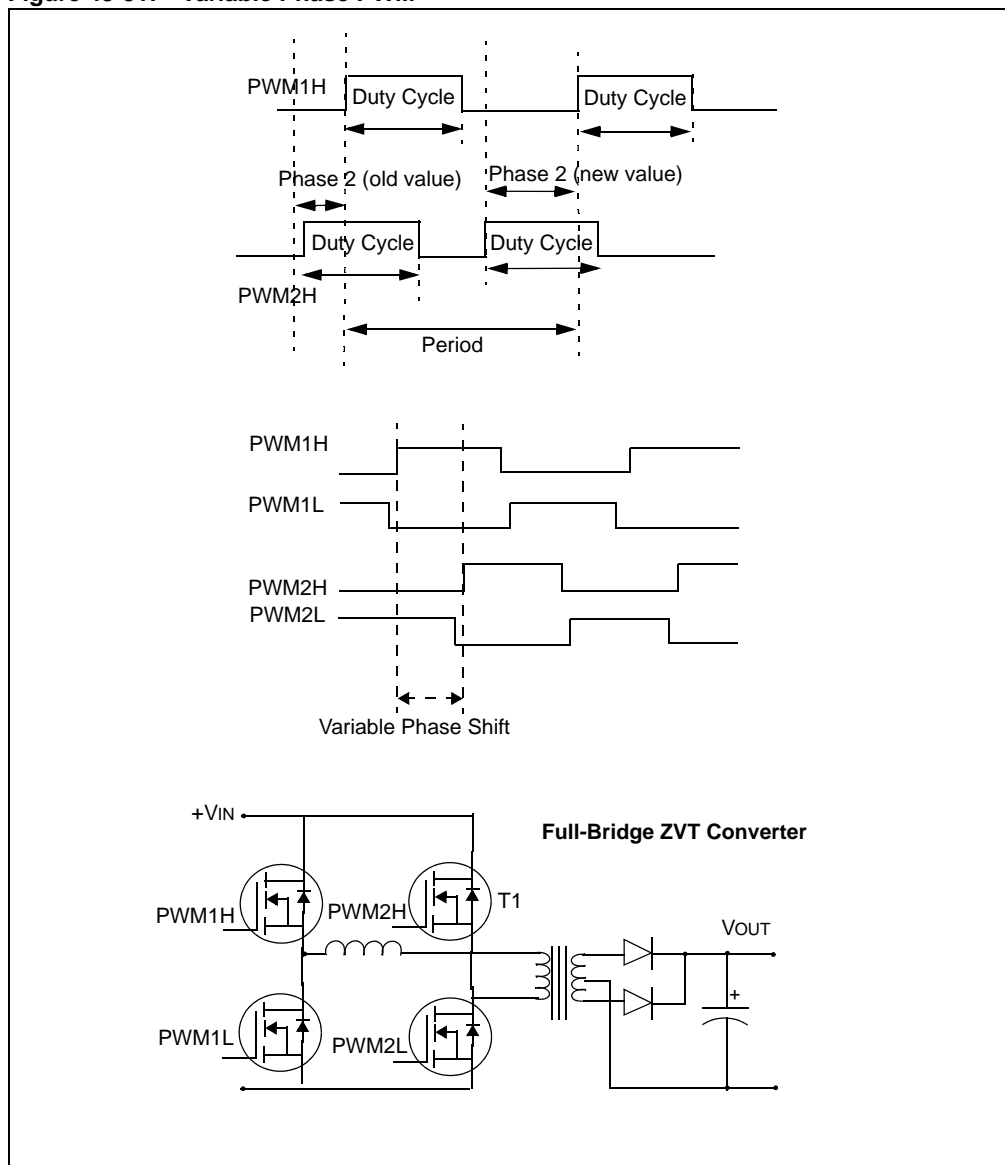 PWM1H
Duty Cycle
Duty Cycle
Phase 2 (old value)
Phase 2 (new value)
Duty Cycle
Duty Cycle
PWM2H
Period
PWM1H
PWM1L
PWM2H
PWM2L
Variable Phase Shift
+VIN
Full-Bridge ZVT Converter
T1
PWM1H
PWM2H
VOUT
+
PWM1L
PWM2L